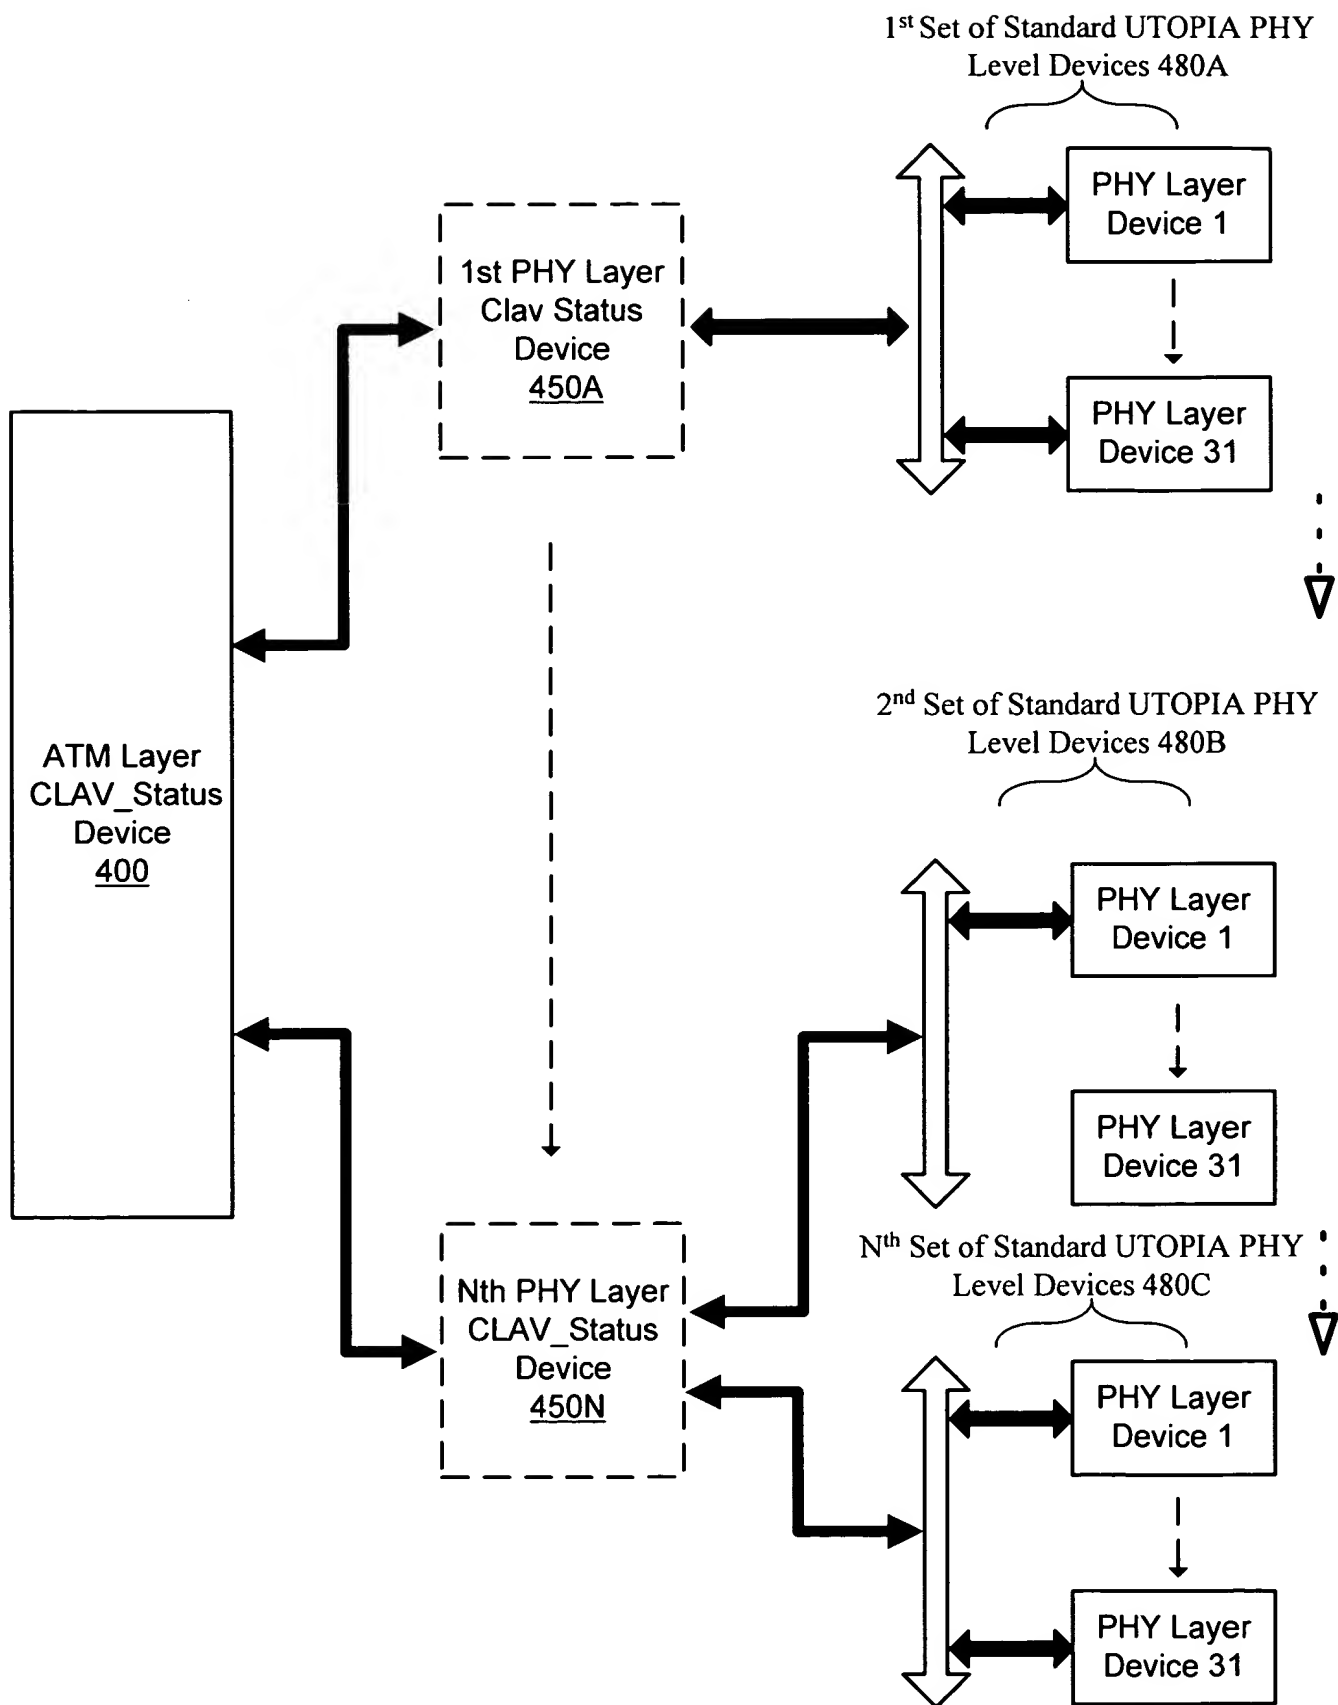 1st Set of Standard UTOPIA PHY
Level Devices 480A
PHY Layer
Device 1
PHY Layer
Device 31
1st PHY Layer
Clav Status
Device
450A
ATM Layer
CLAV_Status
Device
400
2nd Set of Standard UTOPIA PHY
Level Devices 480B
PHY Layer
Device 1
PHY Layer
Device 31
Nth PHY Layer
CLAV_Status
Device
450N
Nth Set of Standard UTOPIA PHY
Level Devices 480C
PHY Layer
Device 1
PHY Layer
Device 31